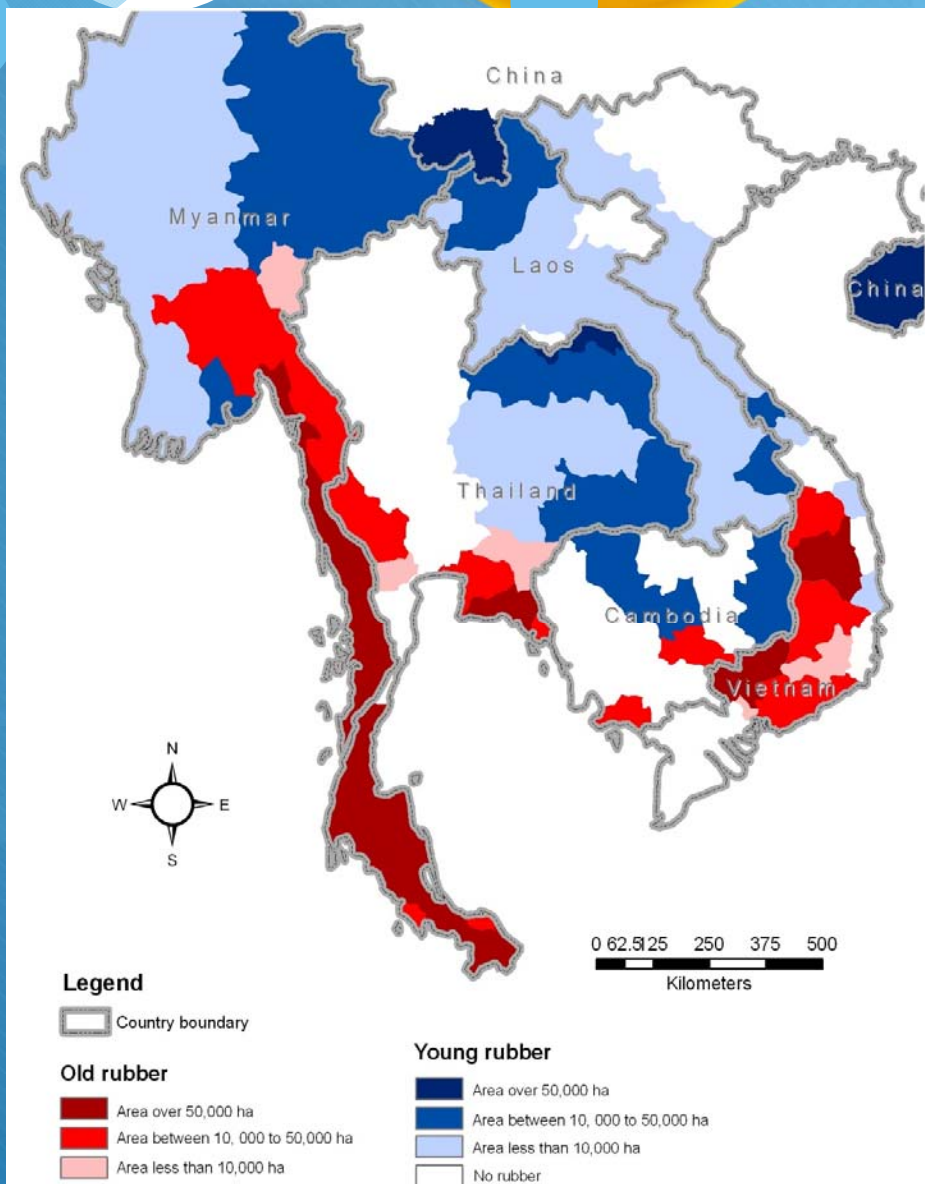 China
Myanmar
Laos
China
Thailand
Cambodia
Vietnam
N
W E
S
0 62.5125 250 375 500
Kilometers
Legend
Country boundary
Old rubber
Area over 50,000 ha
Area between 10, 000 to 50,000 ha
Area less than 10,000 ha
Young rubber
Area over 50,000 ha
Area between 10, 000 to 50,000 ha
Area less than 10,000 ha
No rubber